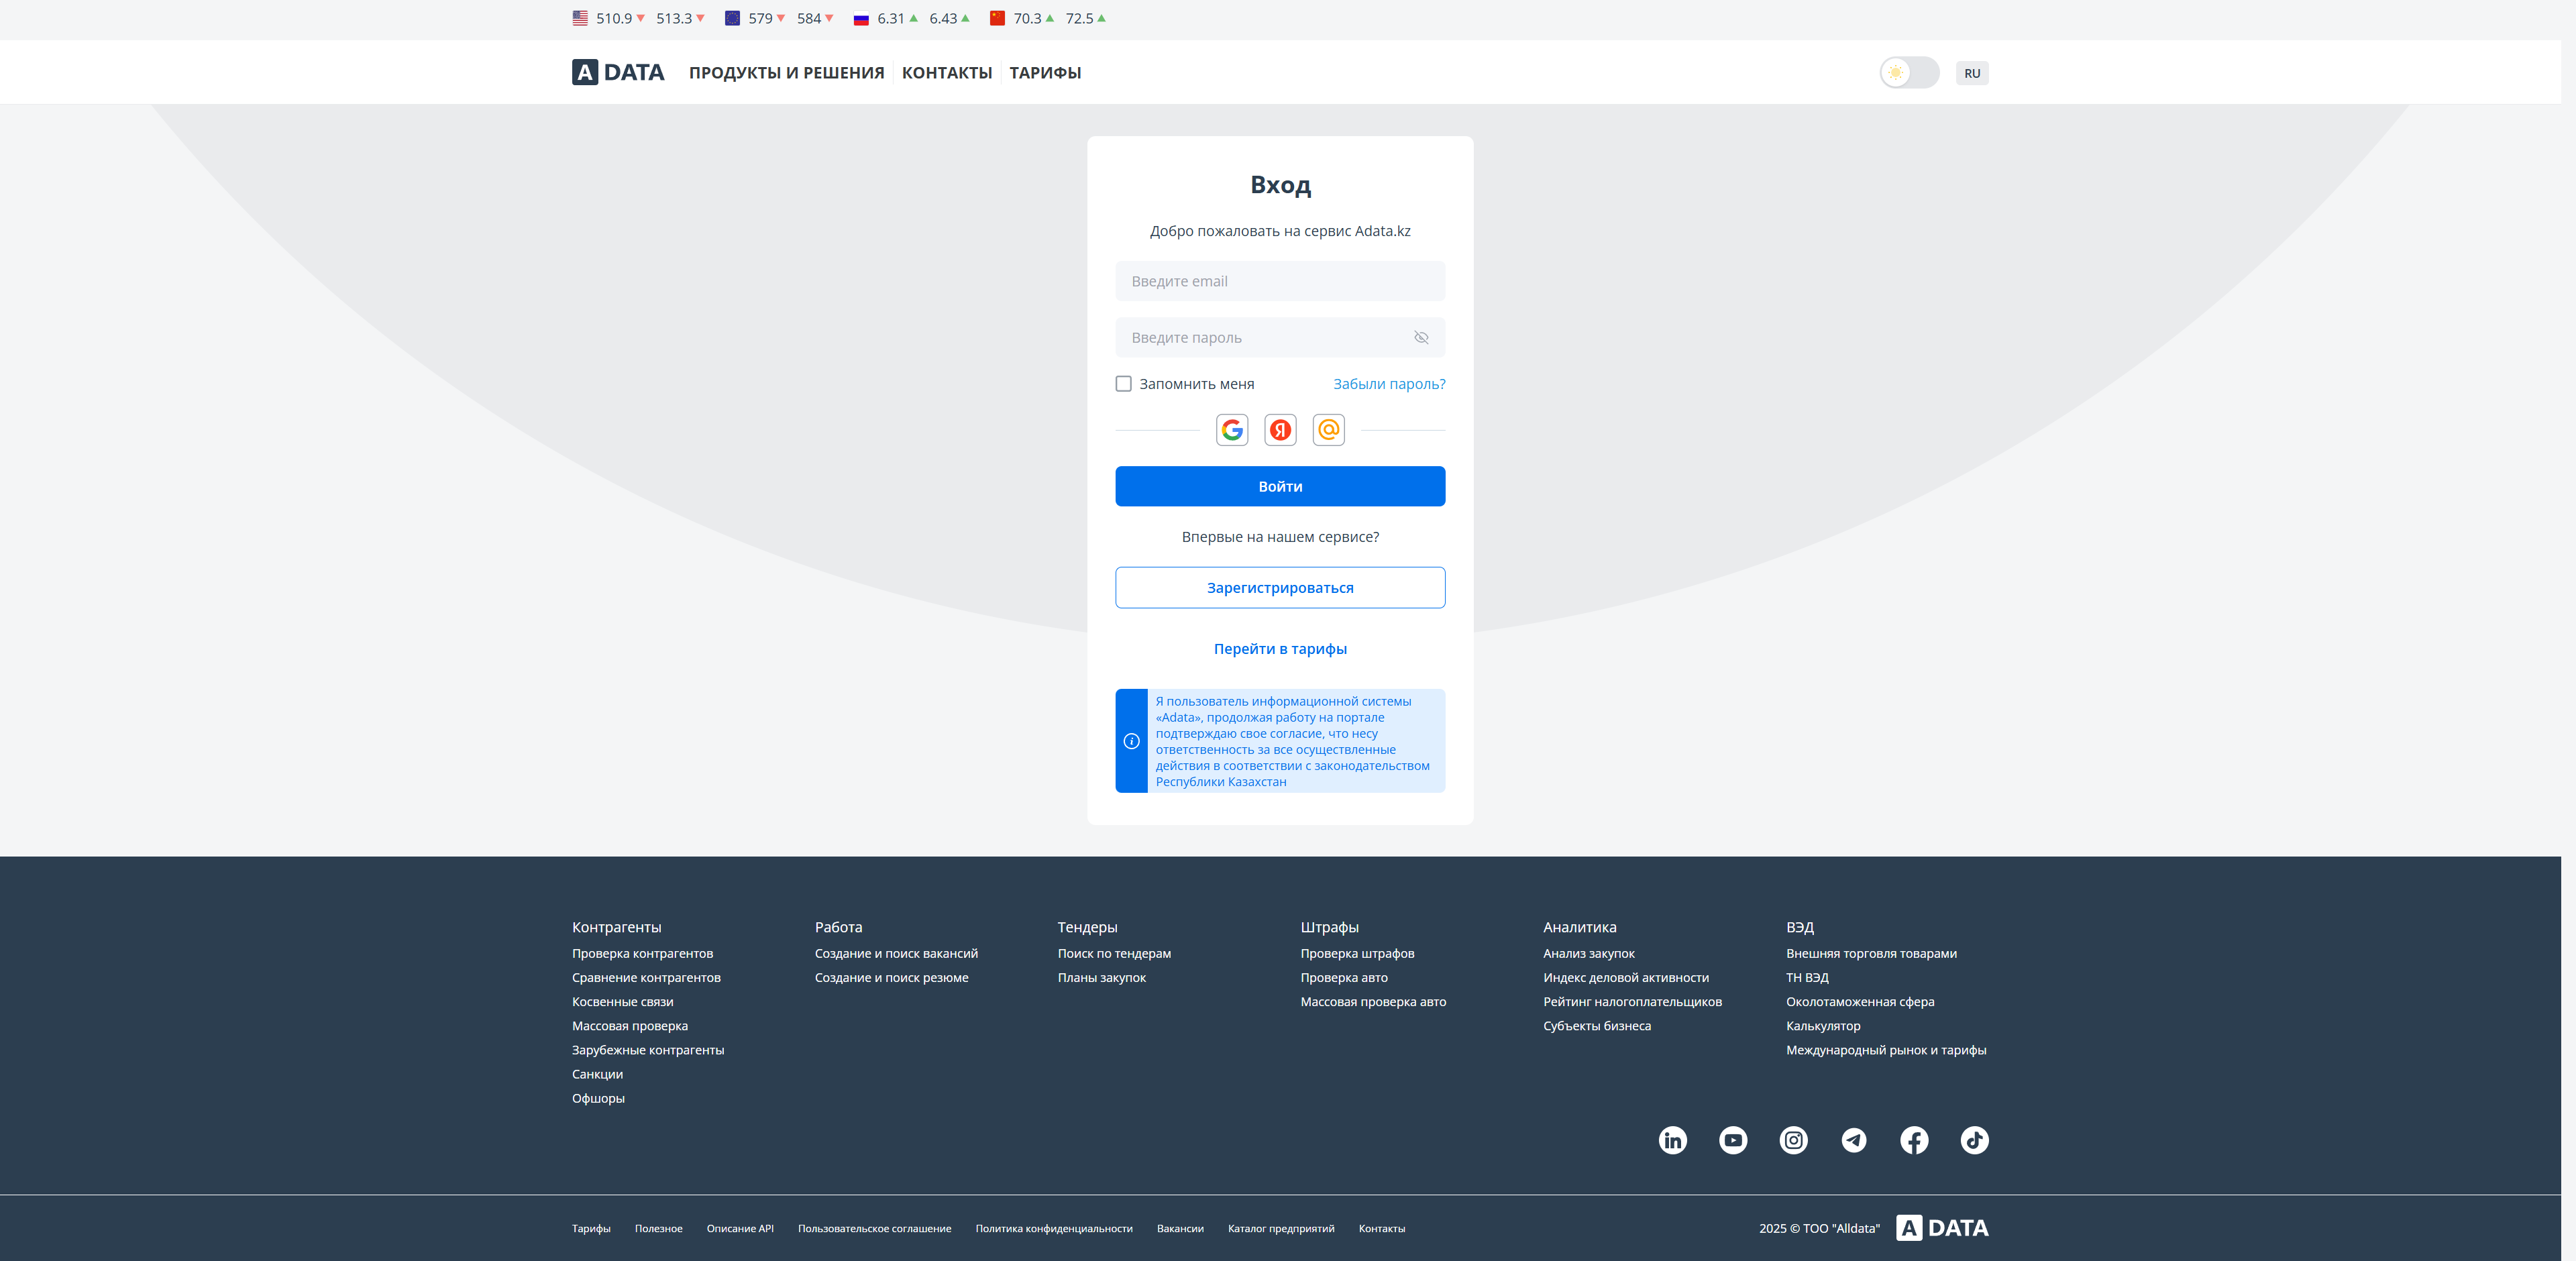 510.9 513.3 579 584 6.31 6.43 70.3 72.5
A DATA ПРОДУКТЫ И РЕШЕНИЯ КОНТАКТЫ ТАРИФЫ RU
Вход
Добро пожаловать на сервис Adata.kz
Введите email
Введите пароль
Запомнить меня Забыли пароль?
Войти
Впервые на нашем сервисе?
Зарегистрироваться
Перейти в тарифы
Я пользователь информационной системы
«Adata», продолжая работу на портале
подтверждаю свое согласие, что несу
ответственность за все осуществленные
действия в соответствии с законодательством
Республики Казахстан
Контрагенты
Проверка контрагентов
Сравнение контрагентов
Косвенные связи
Массовая проверка
Зарубежные контрагенты
Санкции
Офшоры
Работа
Создание и поиск вакансий
Создание и поиск резюме
Тендеры
Поиск по тендерам
Планы закупок
Штрафы
Проверка штрафов
Проверка авто
Массовая проверка авто
Аналитика
Анализ закупок
Индекс деловой активности
Рейтинг налогоплательщиков
Субъекты бизнеса
ВЭД
Внешняя торговля товарами
ТН ВЭД
Околотаможенная сфера
Калькулятор
Международный рынок и тарифы
Тарифы Полезное Описание API Пользовательское соглашение Политика конфиденциальности Вакансии Каталог предприятий Контакты 2025 © ТОО "Alldata" A DATA